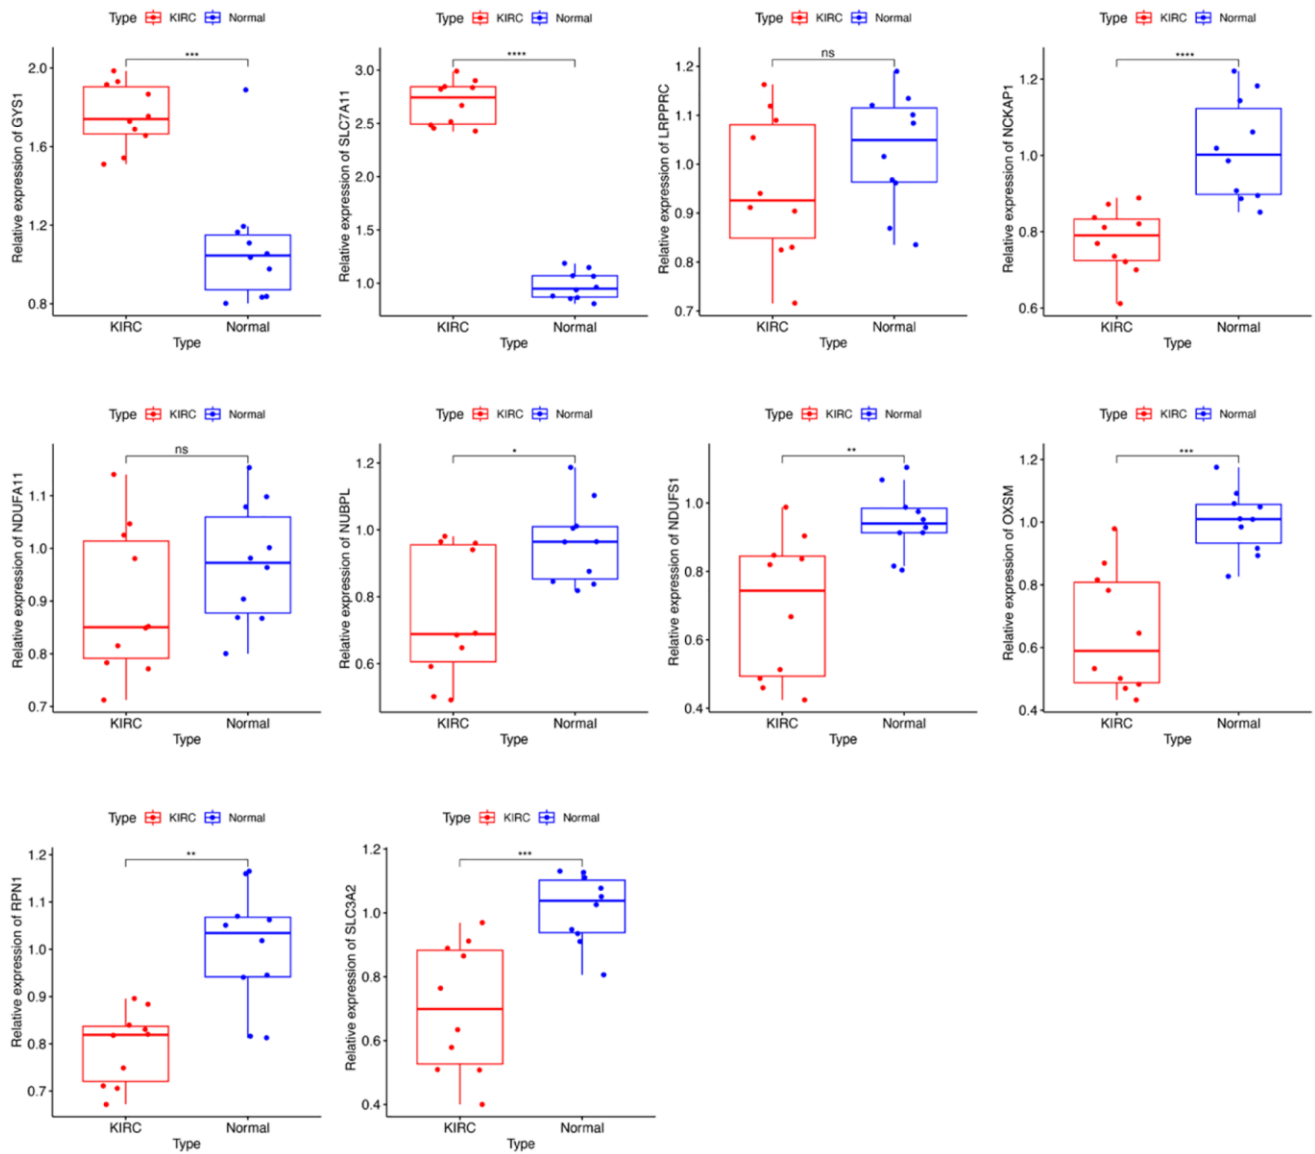 Type KIRC Normal
Relative expression of GYS1
***
2.0
1.6
1.2
0.8
KIRC Normal
Type
Type KIRC Normal
Relative expression of SLC7A11
****
3.0
2.5
2.0
1.5
1.0
KIRC Normal
Type
Type KIRC Normal
Relative expression of LRPPRC
ns
1.2
1.1
1.0
0.9
0.8
0.7
KIRC Normal
Type
Type KIRC Normal
Relative expression of NCKAP1
****
1.2
1.0
0.8
0.6
KIRC Normal
Type
Type KIRC Normal
Relative expression of NDUFA11
ns
1.1
1.0
0.9
0.8
0.7
KIRC Normal
Type
Type KIRC Normal
Relative expression of NUBPL
*
1.2
1.0
0.8
0.6
KIRC Normal
Type
Type KIRC Normal
Relative expression of NDUFS1
**
1.0
0.8
0.6
0.4
KIRC Normal
Type
Type KIRC Normal
Relative expression of OXSM
***
1.2
1.0
0.8
0.6
0.4
KIRC Normal
Type
Type KIRC Normal
Relative expression of RPN1
**
1.2
1.1
1.0
0.9
0.8
0.7
KIRC Normal
Type
Type KIRC Normal
Relative expression of SLC3A2
***
1.2
1.0
0.8
0.6
0.4
KIRC Normal
Type